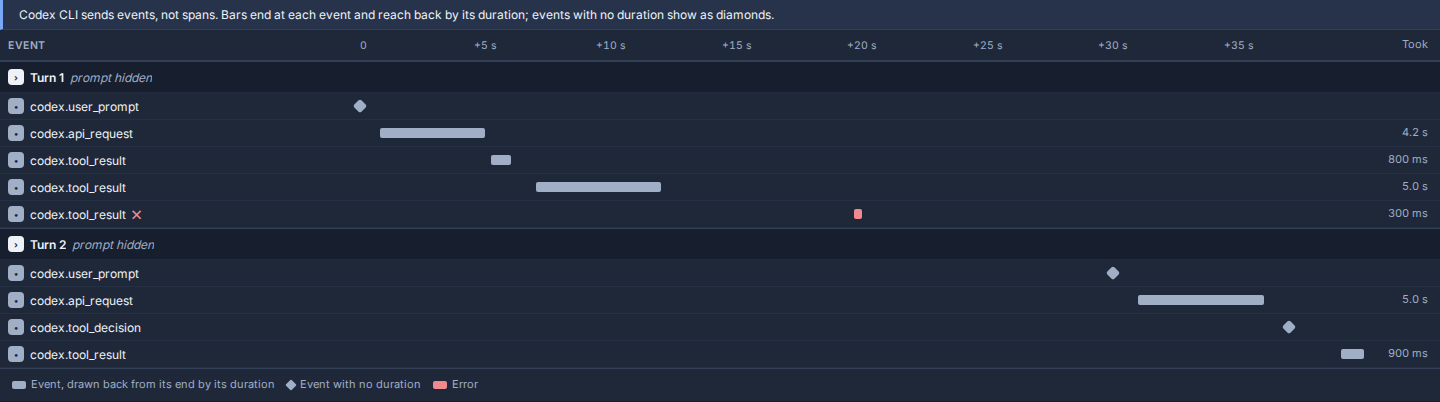 Codex CLI sends events, not spans. Bars end at each event and reach back by its duration; events with no duration show as diamonds.
EVENT 0 +5 s +10 s +15 s +20 s +25 s +30 s +35 s Took
Turn 1 prompt hidden
codex.user_prompt
codex.api_request 4.2 s
codex.tool_result 800 ms
codex.tool_result 5.0 s
codex.tool_result 300 ms
Turn 2 prompt hidden
codex.user_prompt
codex.api_request 5.0 s
codex.tool_decision
codex.tool_result 900 ms
Event, drawn back from its end by its duration Event with no duration Error